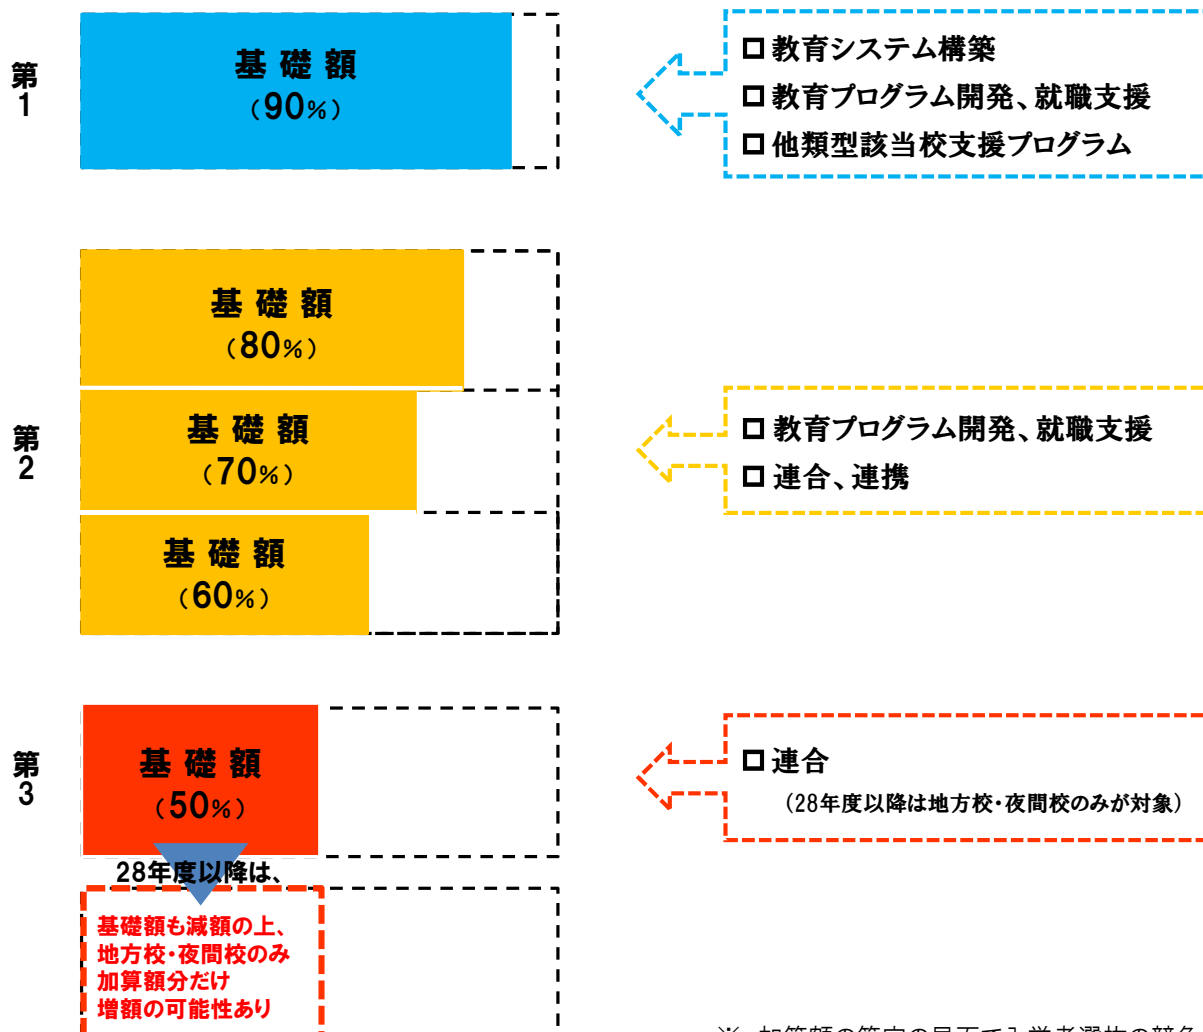 第1
基礎額
（90％）
□ 教育システム構築
□ 教育プログラム開発、就職支援
□ 他類型該当校支援プログラム
第2
基礎額
（80％）
基礎額
（70％）
基礎額
（60％）
□ 教育プログラム開発、就職支援
□ 連合、連携
第3
基礎額
（50％）
□ 連合
（28年度以降は地方校・夜間校のみが対象）
28年度以降は、
基礎額も減額の上、
地方校・夜間校のみ
加算額分だけ
増額の可能性あり